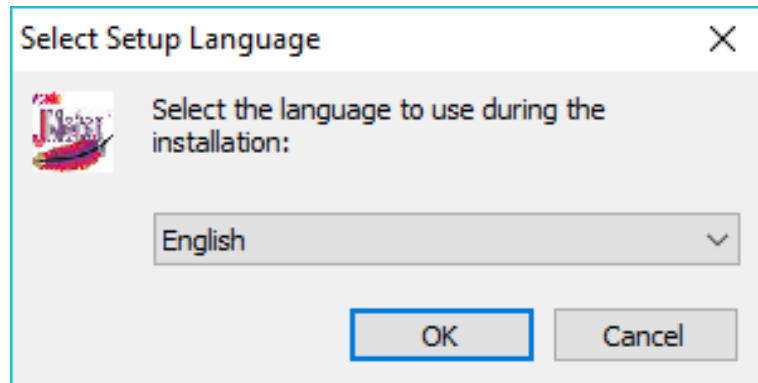 Select Setup Language
Select the language to use during the
installation:
English
OK
Cancel